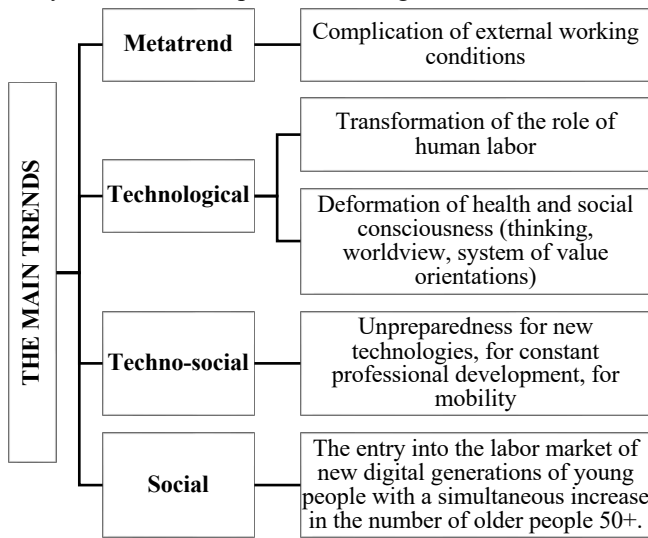 THE MAIN TRENDS
Metatrend
Complication of external working
conditions
Technological
Transformation of the role of
human labor
Deformation of health and social
consciousness (thinking,
worldview, system of value
orientations)
Techno-social
Unpreparedness for new
technologies, for constant
professional development, for
mobility
Social
The entry into the labor market of
new digital generations of young
people with a simultaneous increase
in the number of older people 50+.